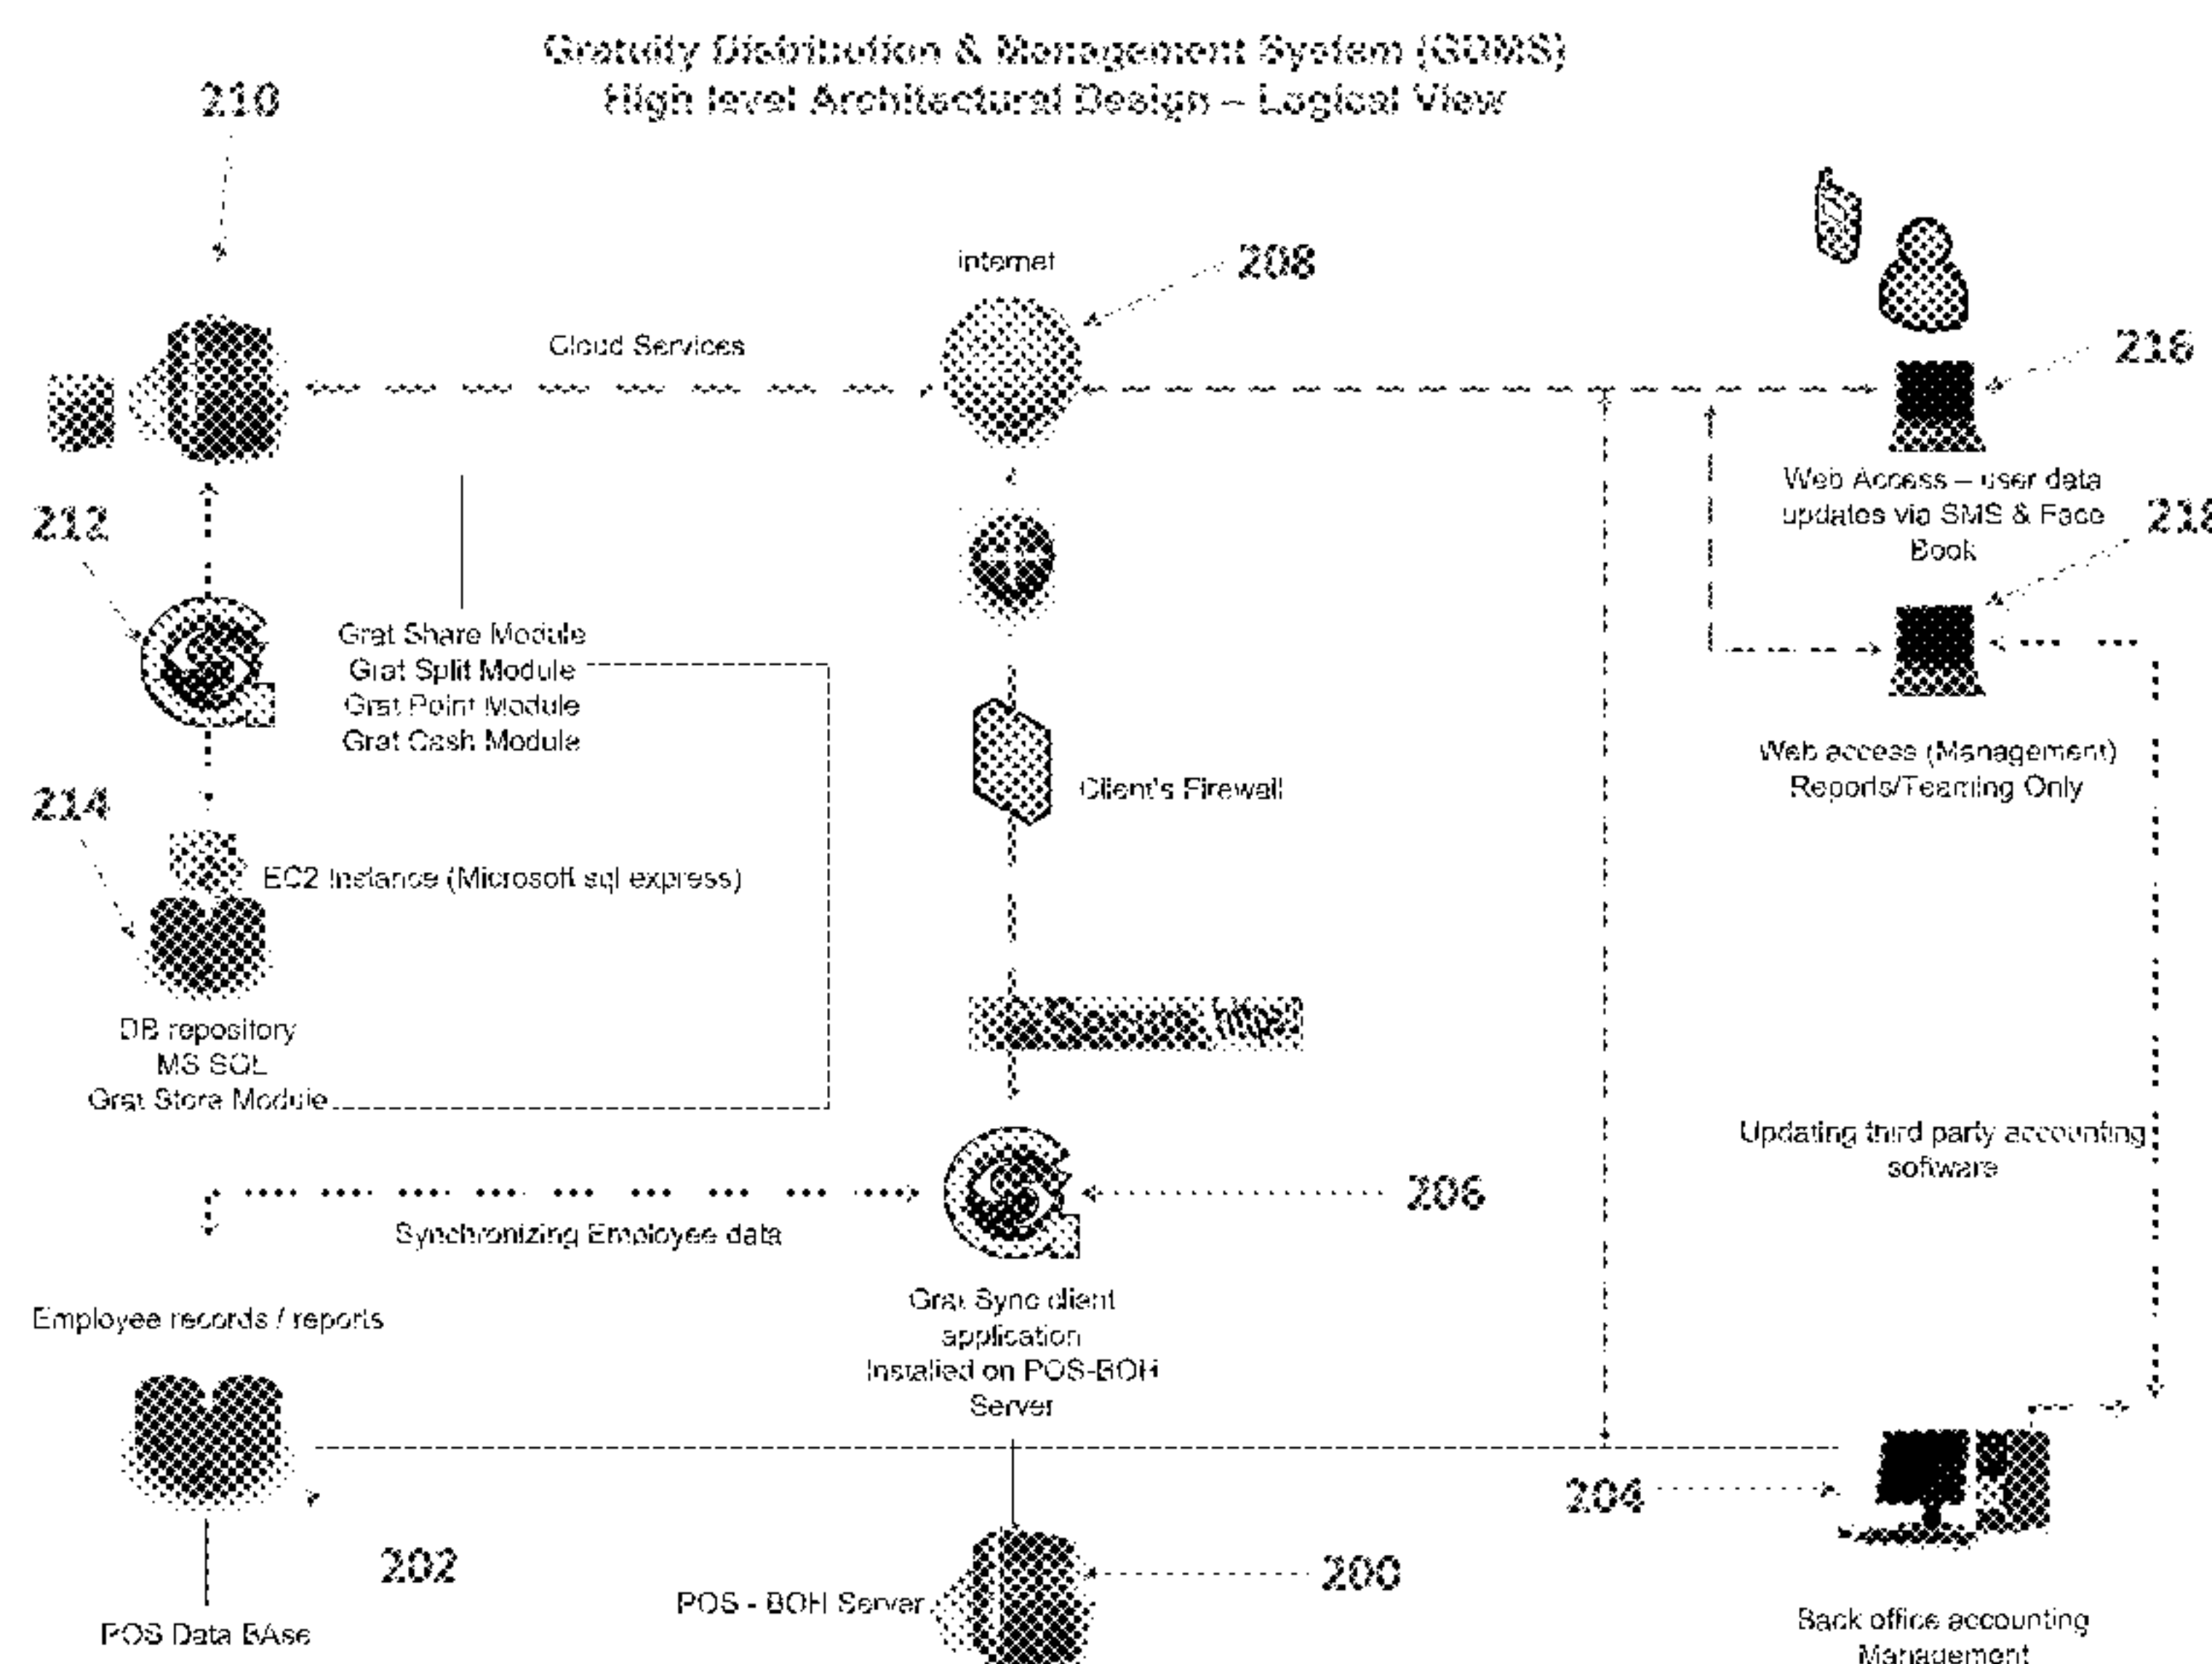 Gratuity Distribution & Management System (GDMS)
High level Architectural Design – Logical View
210
internet
208
Cloud Services
216
Web Access – user data
updates via SMS & Face
Book
212
218
Grat Share Module
Grat Split Module
Grat Point Module
Grat Cash Module
Web access (Management)
Reports/Teaming Only
Client's Firewall
214
EC2 Instance (Microsoft sql express)
DB repository
MS SQL
Grat Store Module
Secure https
Updating third party accounting
software
206
Synchronizing Employee data
Grat Sync client
application
Installed on POS-BOH
Server
Employee records / reports
204
202
200
POS - BOH Server
POS Data BAse
Back office accounting
Management